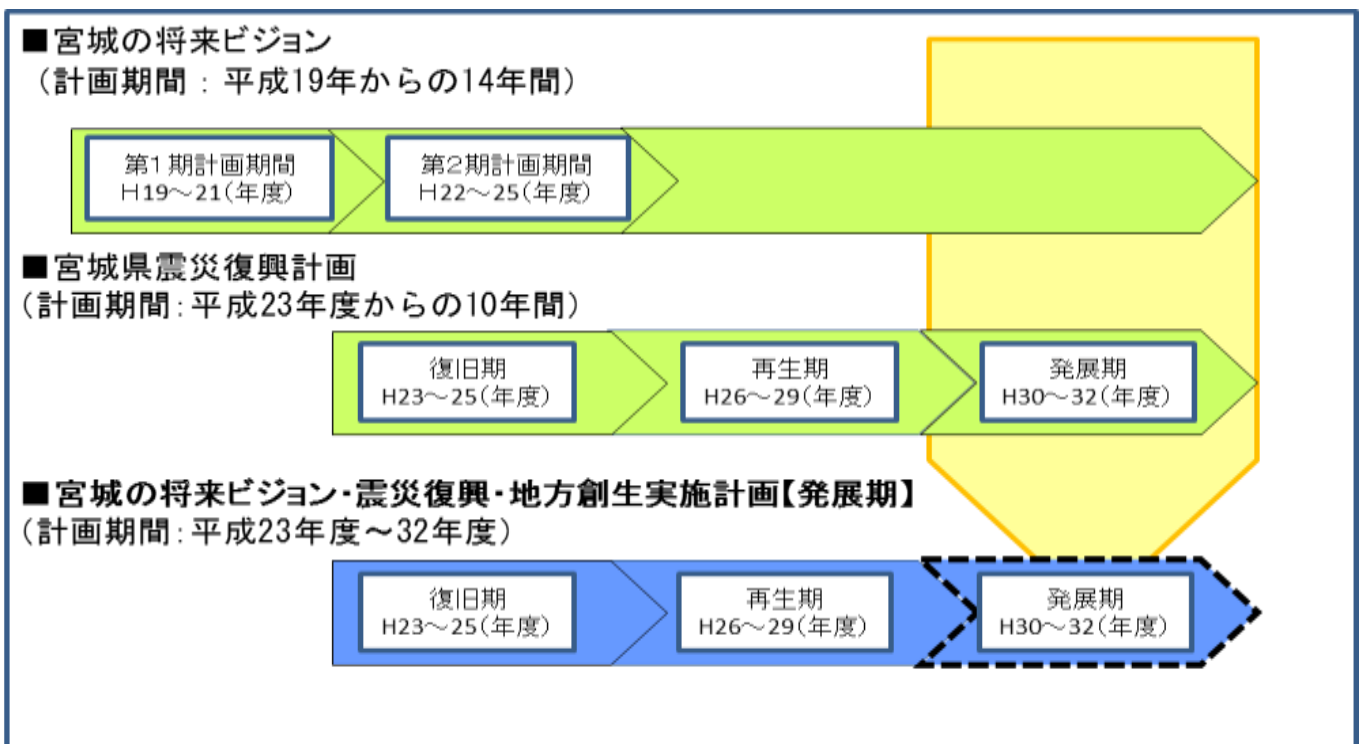 ■宮城の将来ビジョン
（計画期間：平成19年からの14年間）
第1期計画期間
H19～21(年度)
第2期計画期間
H22～25(年度)
■宮城県震災復興計画
（計画期間:平成23年度からの10年間）
復旧期
H23～25(年度)
再生期
H26～29(年度)
発展期
H30～32(年度)
■宮城の将来ビジョン･震災復興･地方創生実施計画【発展期】
（計画期間:平成23年度～32年度）
復旧期
H23～25(年度)
再生期
H26～29(年度)
発展期
H30～32(年度)